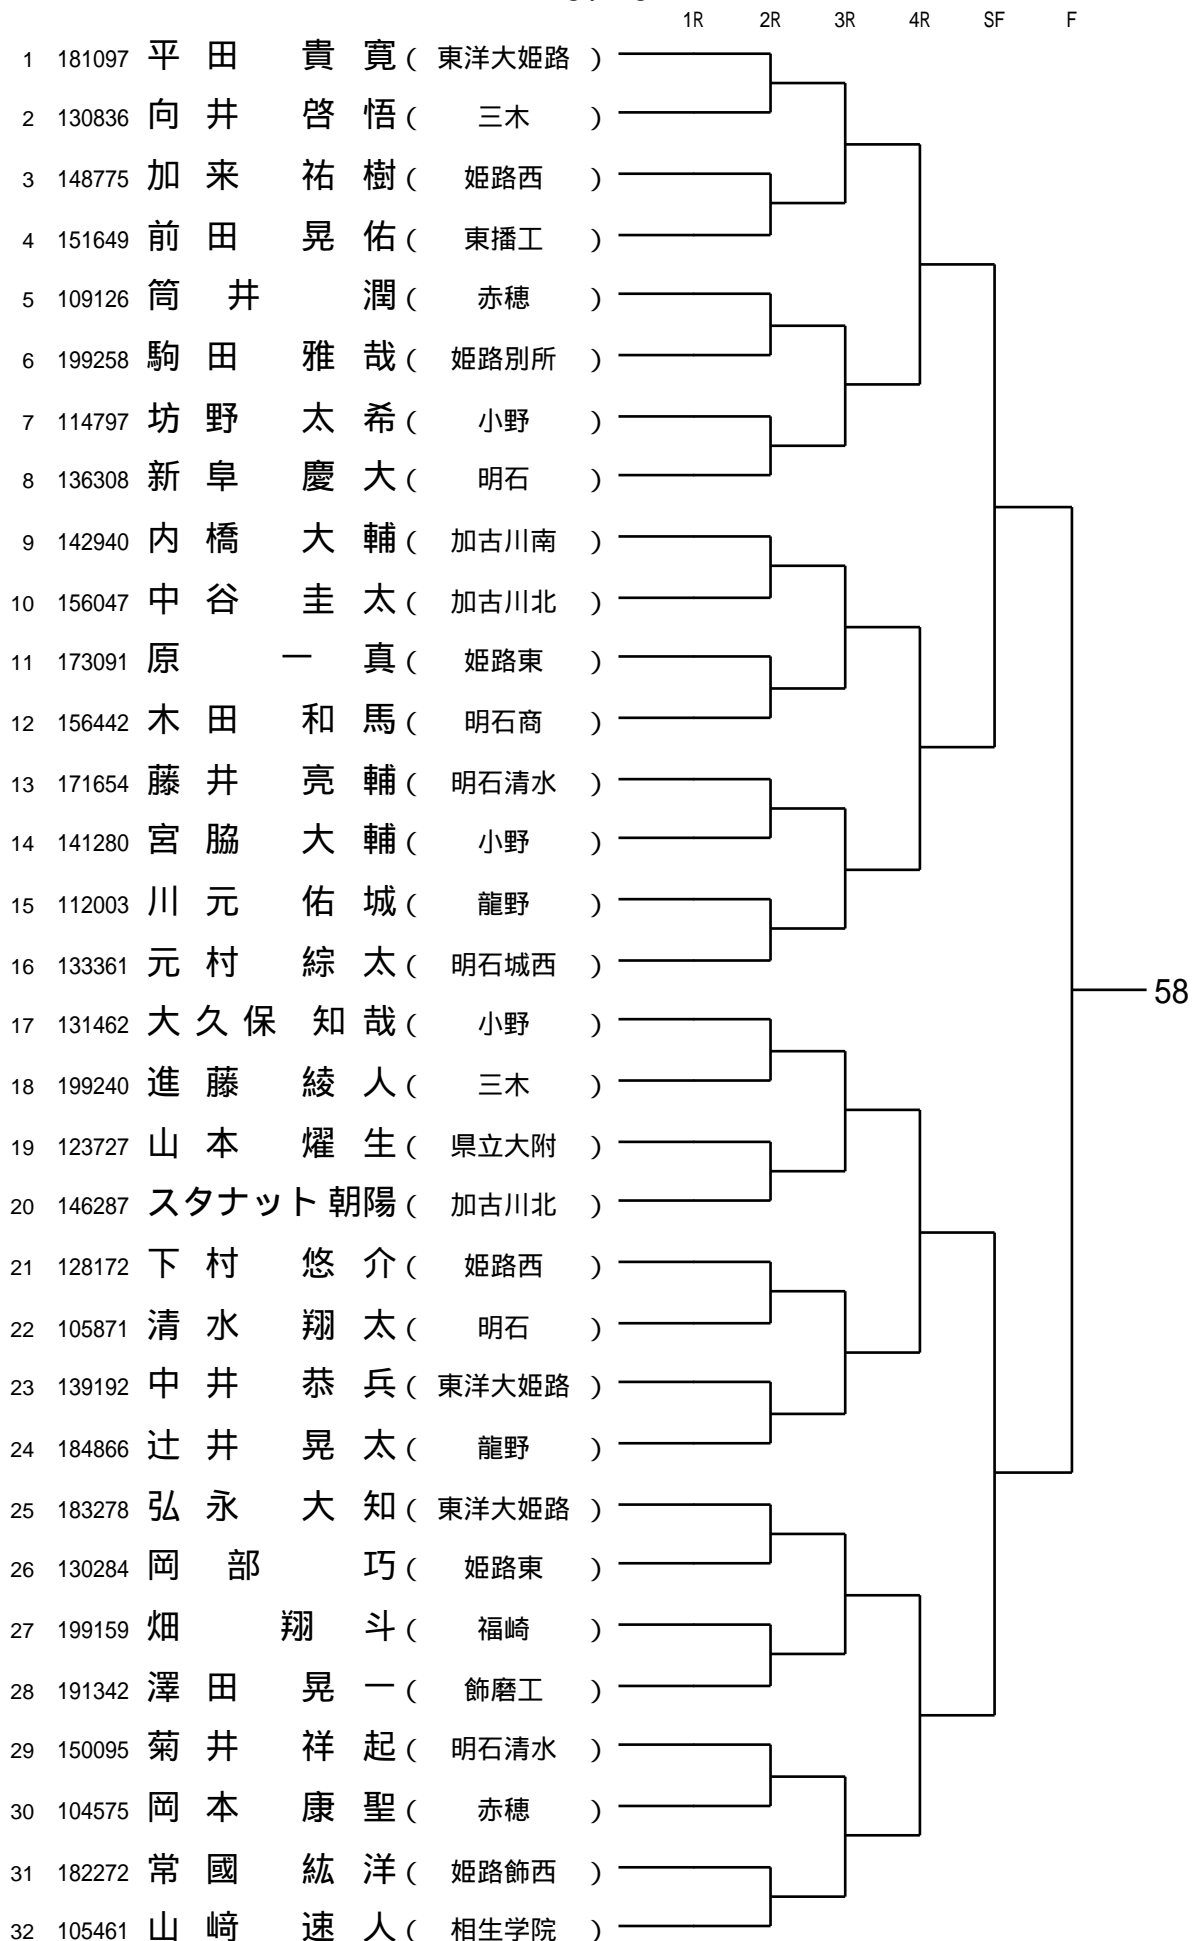 1R 2R 3R 4R SF F
1 181097 平田 貴寛 ( 東洋大姫路 )
2 130836 向井 啓悟 ( 三木 )
3 148775 加来 祐樹 ( 姫路西 )
4 151649 前田 晃佑 ( 東播工 )
5 109126 筒井 潤 ( 赤穂 )
6 199258 駒田 雅哉 ( 姫路別所 )
7 114797 坊野 太希 ( 小野 )
8 136308 新阜 慶大 ( 明石 )
9 142940 内橋 大輔 ( 加古川南 )
10 156047 中谷 圭太 ( 加古川北 )
11 173091 原 一真 ( 姫路東 )
12 156442 木田 和馬 ( 明石商 )
13 171654 藤井 亮輔 ( 明石清水 )
14 141280 宮脇 大輔 ( 小野 )
15 112003 川元 佑城 ( 龍野 )
16 133361 元村 綜太 ( 明石城西 )
58
17 131462 大久保 知哉 ( 小野 )
18 199240 進藤 綾人 ( 三木 )
19 123727 山本 燿生 ( 県立大附 )
20 146287 スタナット 朝陽 ( 加古川北 )
21 128172 下村 悠介 ( 姫路西 )
22 105871 清水 翔太 ( 明石 )
23 139192 中井 恭兵 ( 東洋大姫路 )
24 184866 辻井 晃太 ( 龍野 )
25 183278 弘永 大知 ( 東洋大姫路 )
26 130284 岡部 巧 ( 姫路東 )
27 199159 畑 翔斗 ( 福崎 )
28 191342 澤田 晃一 ( 飾磨工 )
29 150095 菊井 祥起 ( 明石清水 )
30 104575 岡本 康聖 ( 赤穂 )
31 182272 常國 紘洋 ( 姫路飾西 )
32 105461 山﨑 速人 ( 相生学院 )